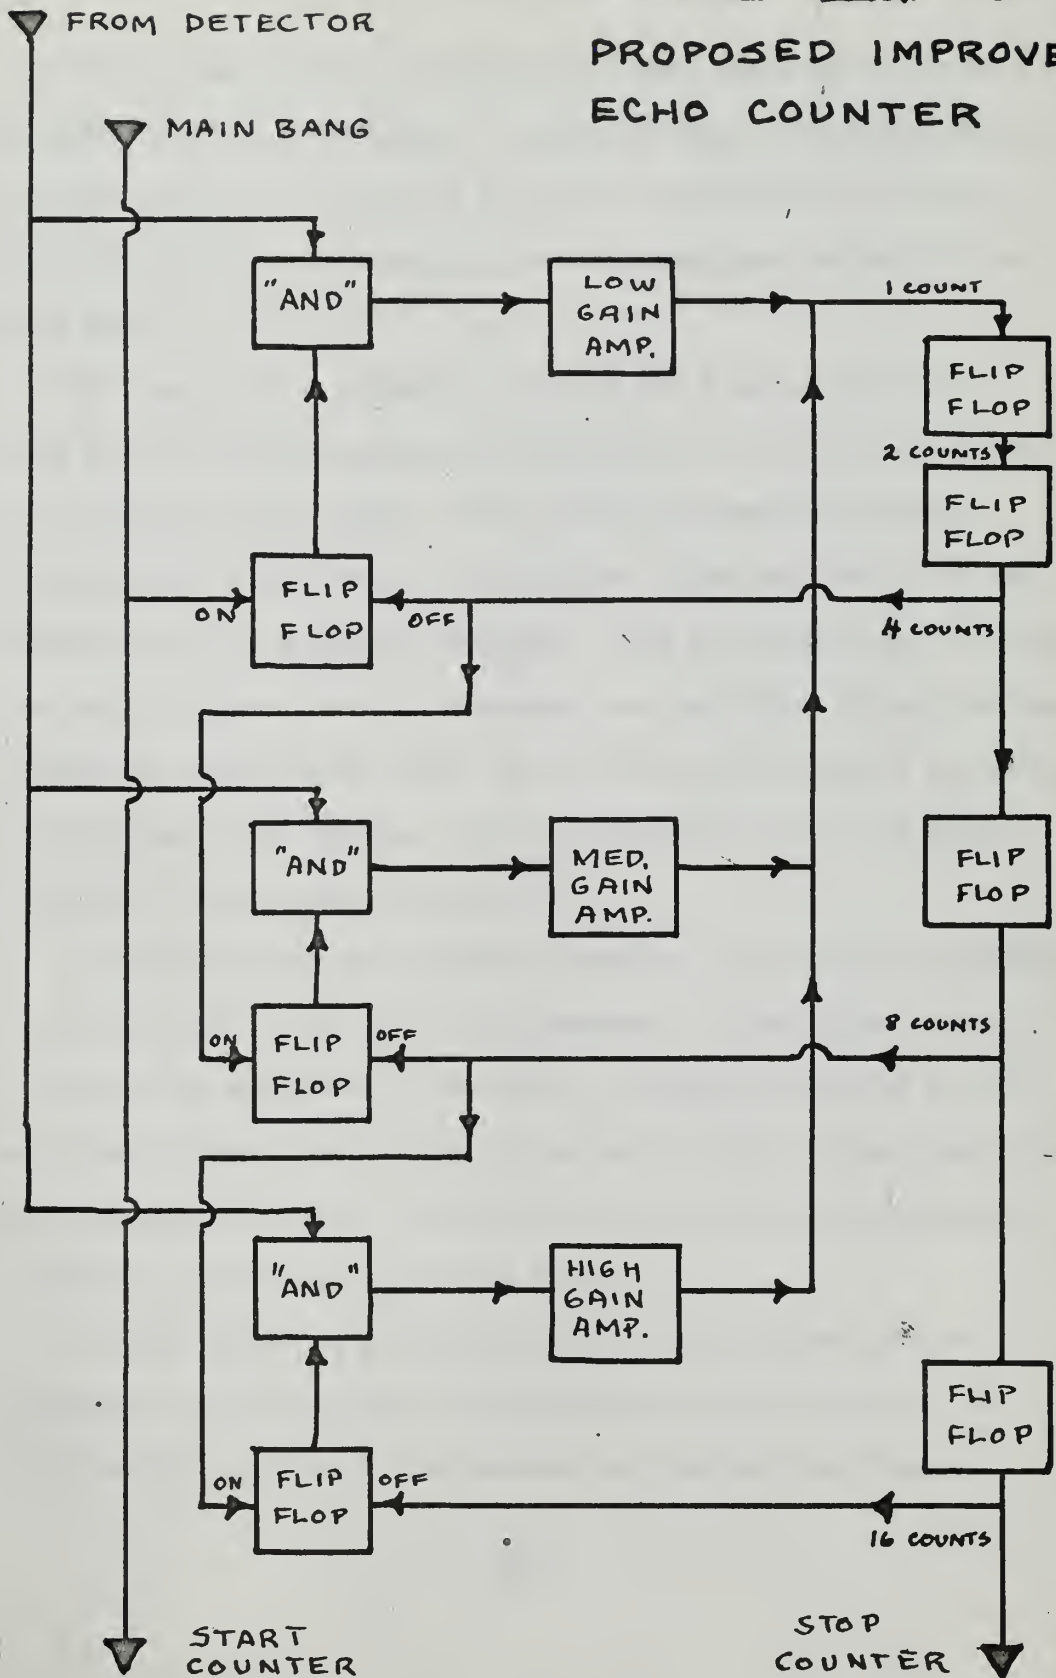 FROM DETECTOR
PROPOSED IMPROVE
ECHO COUNTER
MAIN BANG
"AND"
LOW
GAIN
AMP.
1 COUNT
FLIP
FLOP
2 COUNTS
FLIP
FLOP
FLIP
FLOP
ON
OFF
4 COUNTS
"AND"
MED.
GAIN
AMP.
FLIP
FLOP
8 COUNTS
ON
OFF
FLIP
FLOP
"AND"
HIGH
GAIN
AMP.
FLIP
FLOP
ON
OFF
FLIP
FLOP
16 COUNTS
START
COUNTER
STOP
COUNTER